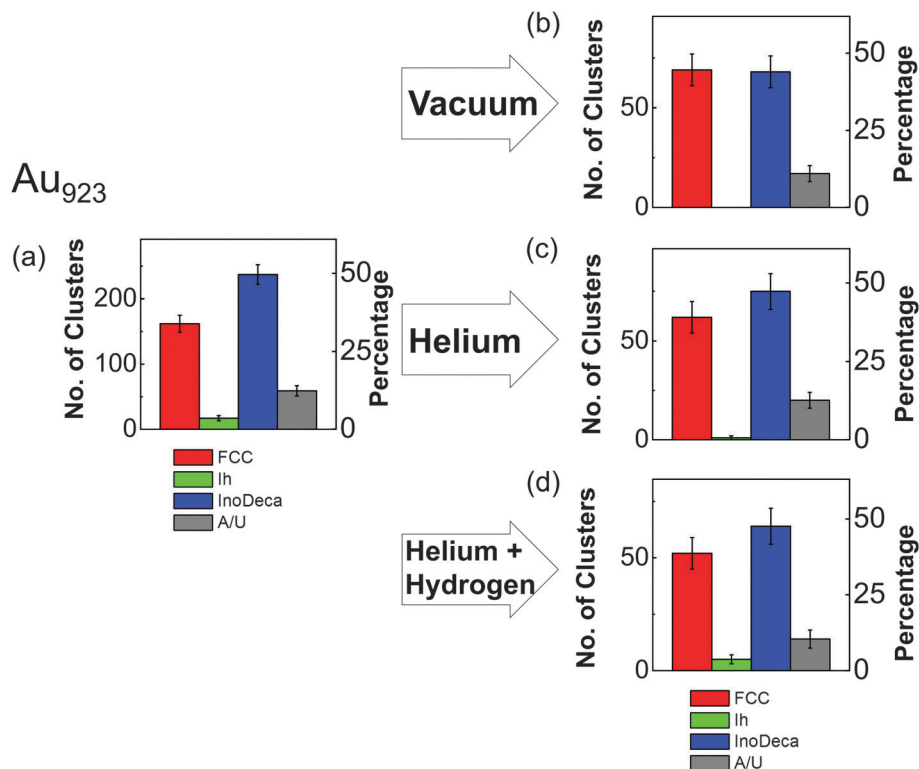 Au923
(a)
No. of Clusters
200
100
0
50
25
0
Percentage
FCC
Ih
InoDeca
A/U
Vacuum
(b)
No. of Clusters
50
0
50
25
0
Percentage
Helium
(c)
No. of Clusters
50
0
50
25
0
Percentage
Helium +
Hydrogen
(d)
No. of Clusters
50
0
50
25
0
Percentage
FCC
Ih
InoDeca
A/U